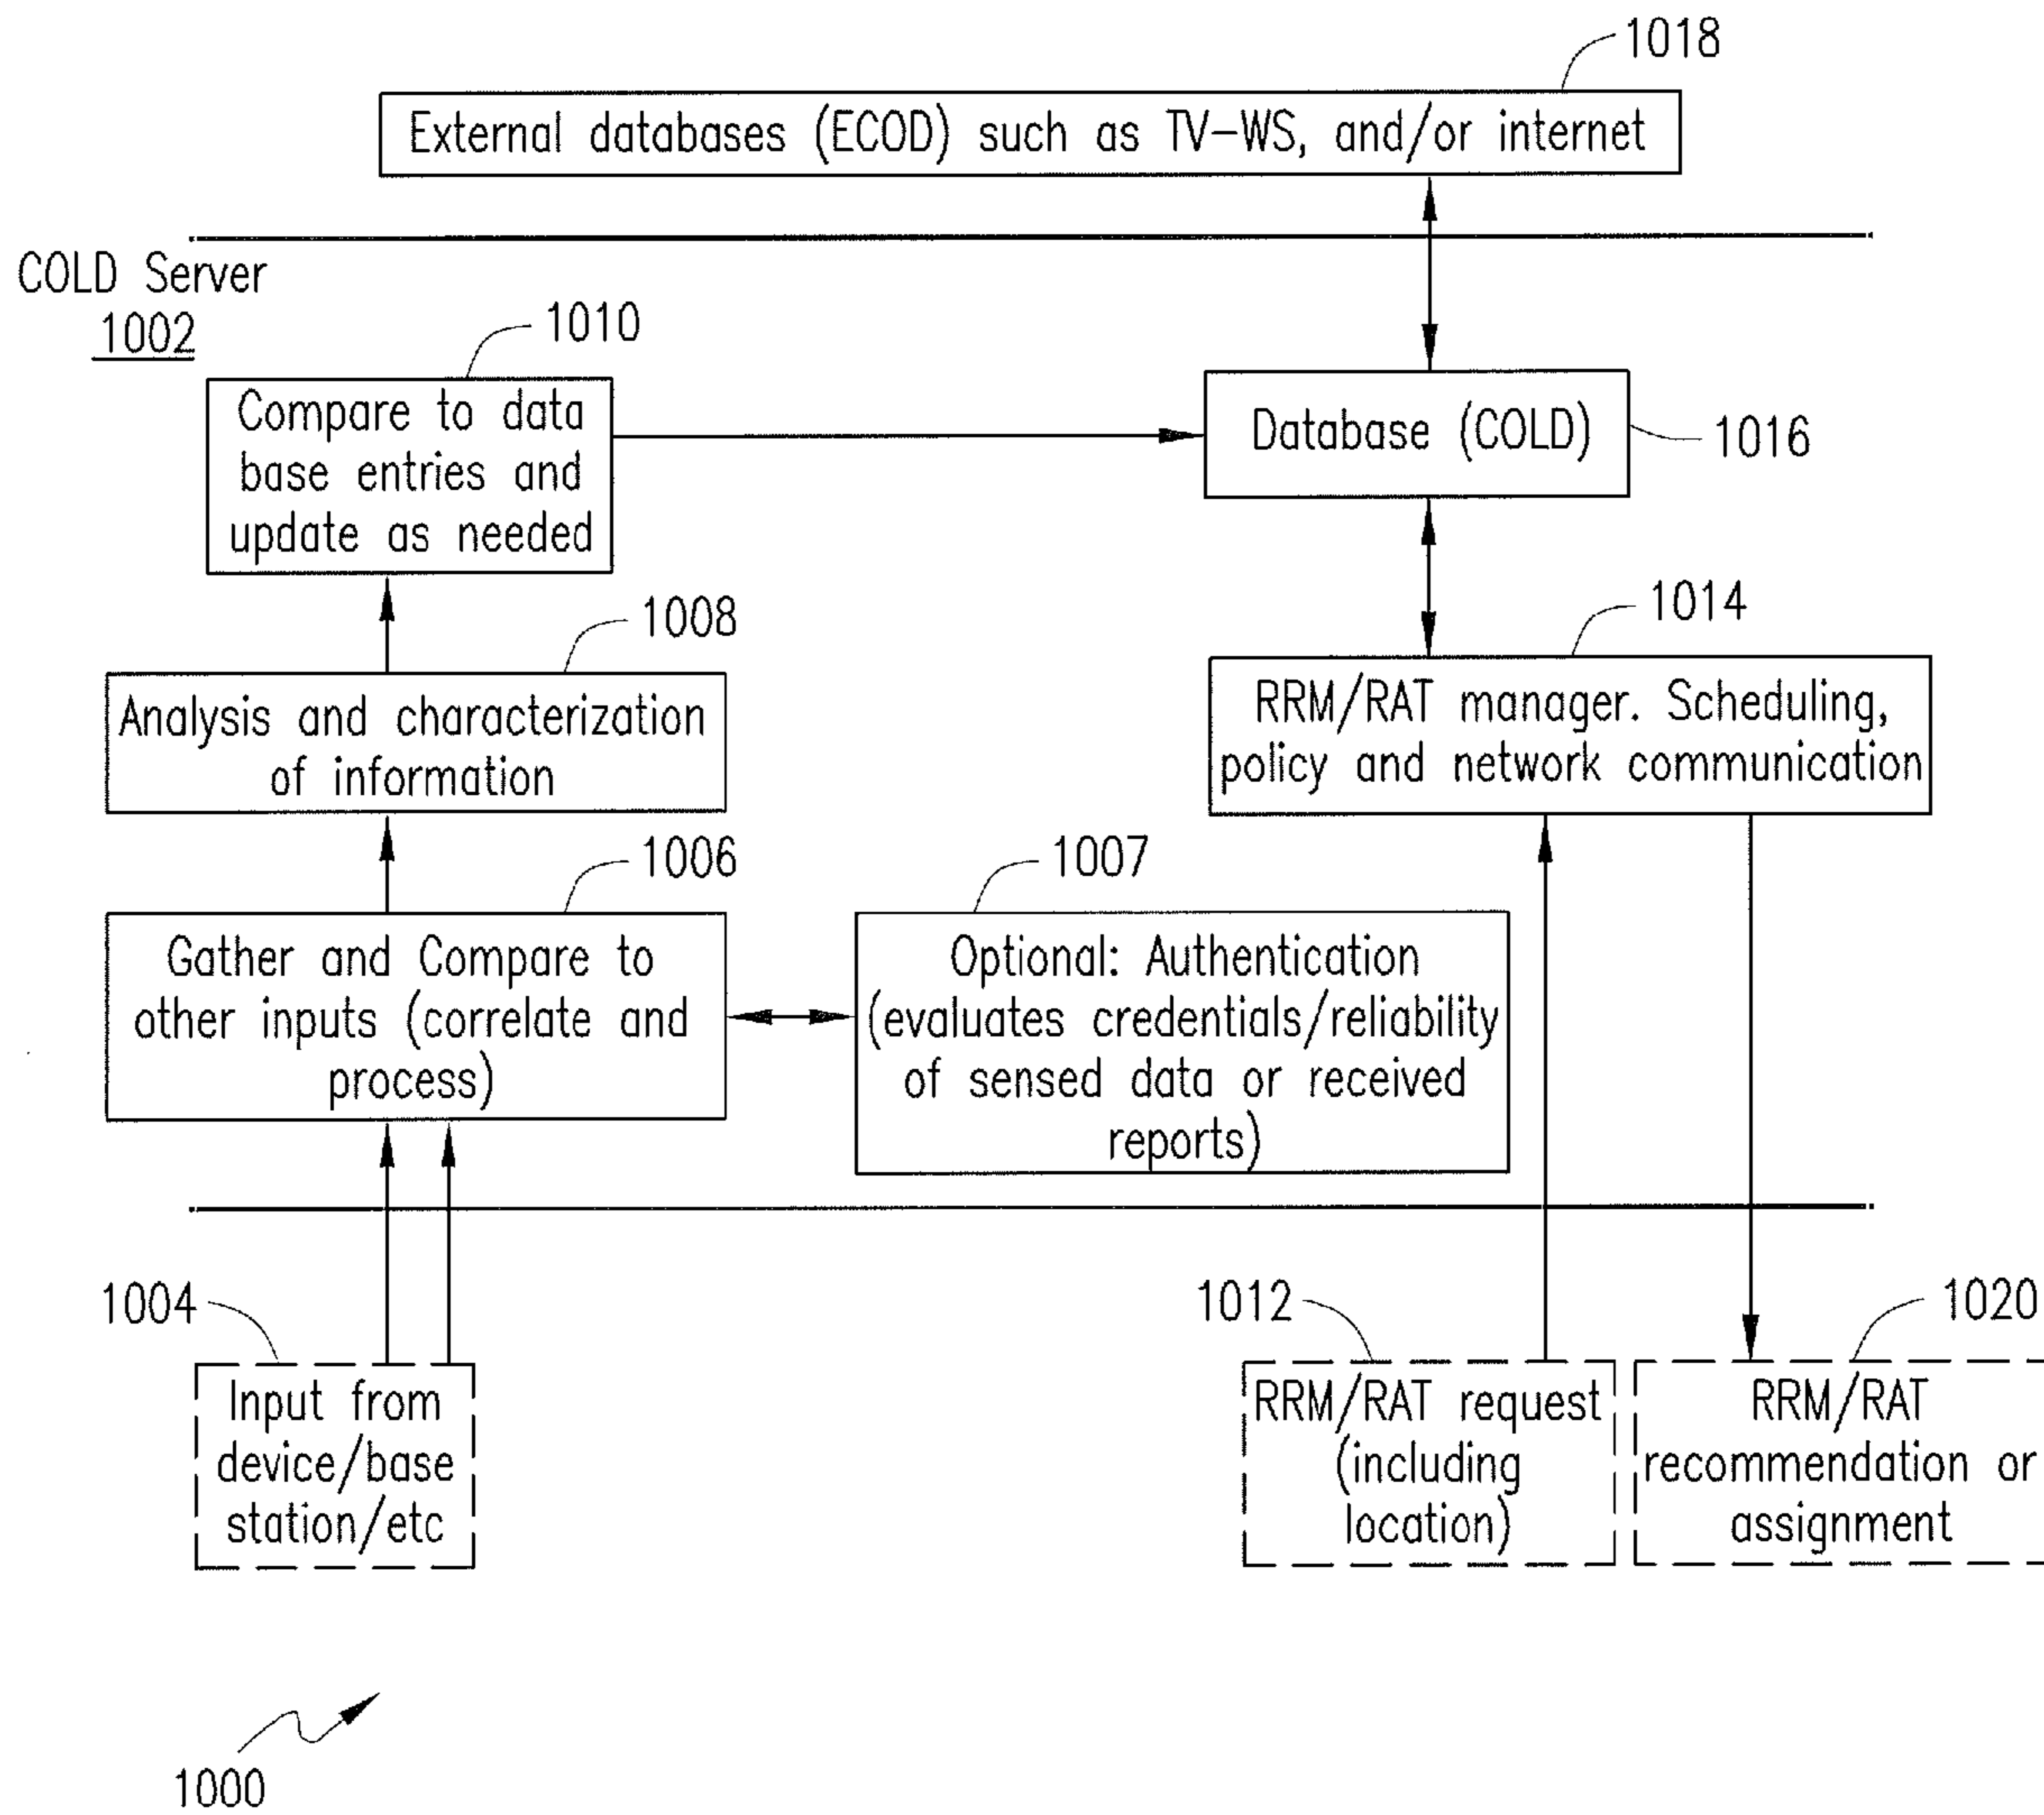 1018
External databases (ECOD) such as TV-WS, and/or internet
COLD Server
1002
1010
Compare to data
base entries and
update as needed
Database (COLD)
1016
1008
Analysis and characterization
of information
1014
RRM/RAT manager. Scheduling,
policy and network communication
1006
Gather and Compare to
other inputs (correlate and
process)
1007
Optional: Authentication
(evaluates credentials/reliability
of sensed data or received
reports)
1004
Input from
device/base
station/etc
1012
RRM/RAT request
(including
location)
1020
RRM/RAT
recommendation or
assignment
1000